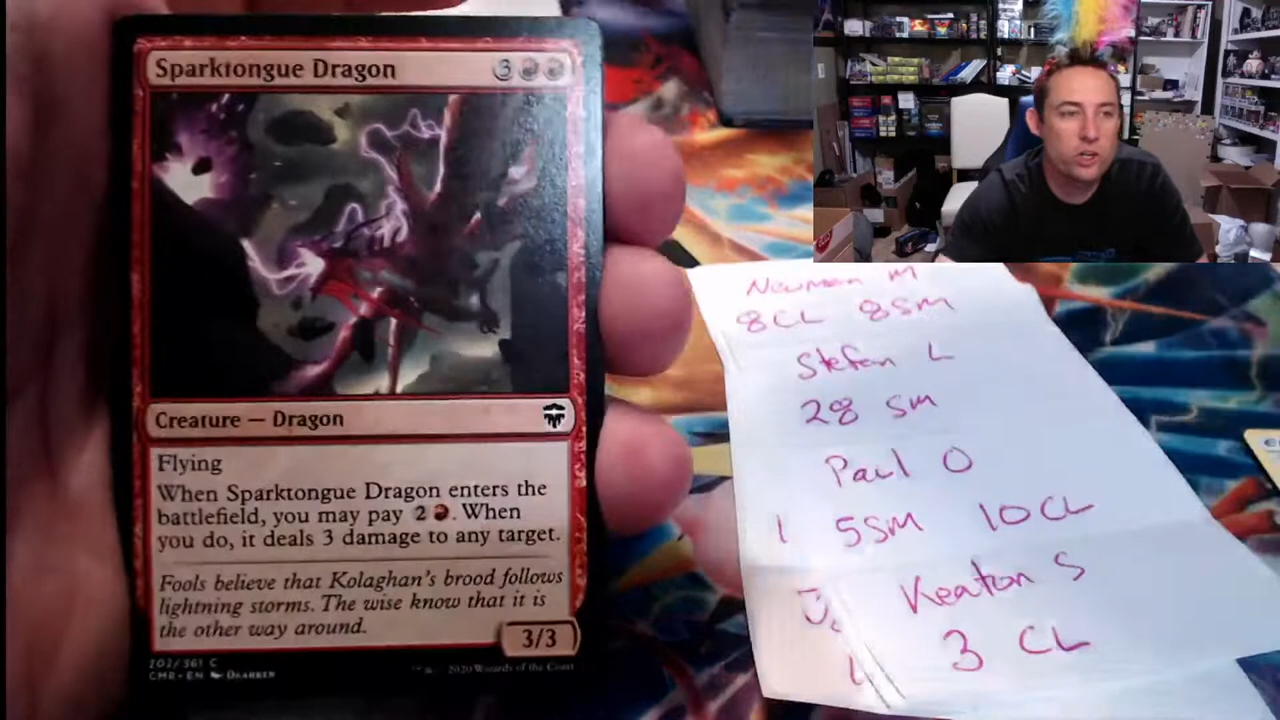 Sparktongue Dragon 3
Creature — Dragon
Flying
When Sparktongue Dragon enters the
battlefield, you may pay 2 . When
you do, it deals 3 damage to any target.
Fools believe that Kolaghan's brood follows
lightning storms. The wise know that it is
the other way around.
3/3
202/361 C
CMR • EN DAARKEN
2020 Wizards of the Coast
Newman M
8CL 8SM
Stefan L
28 SM
Paul O
1 5SM 10CL
Keaton S
3 CL